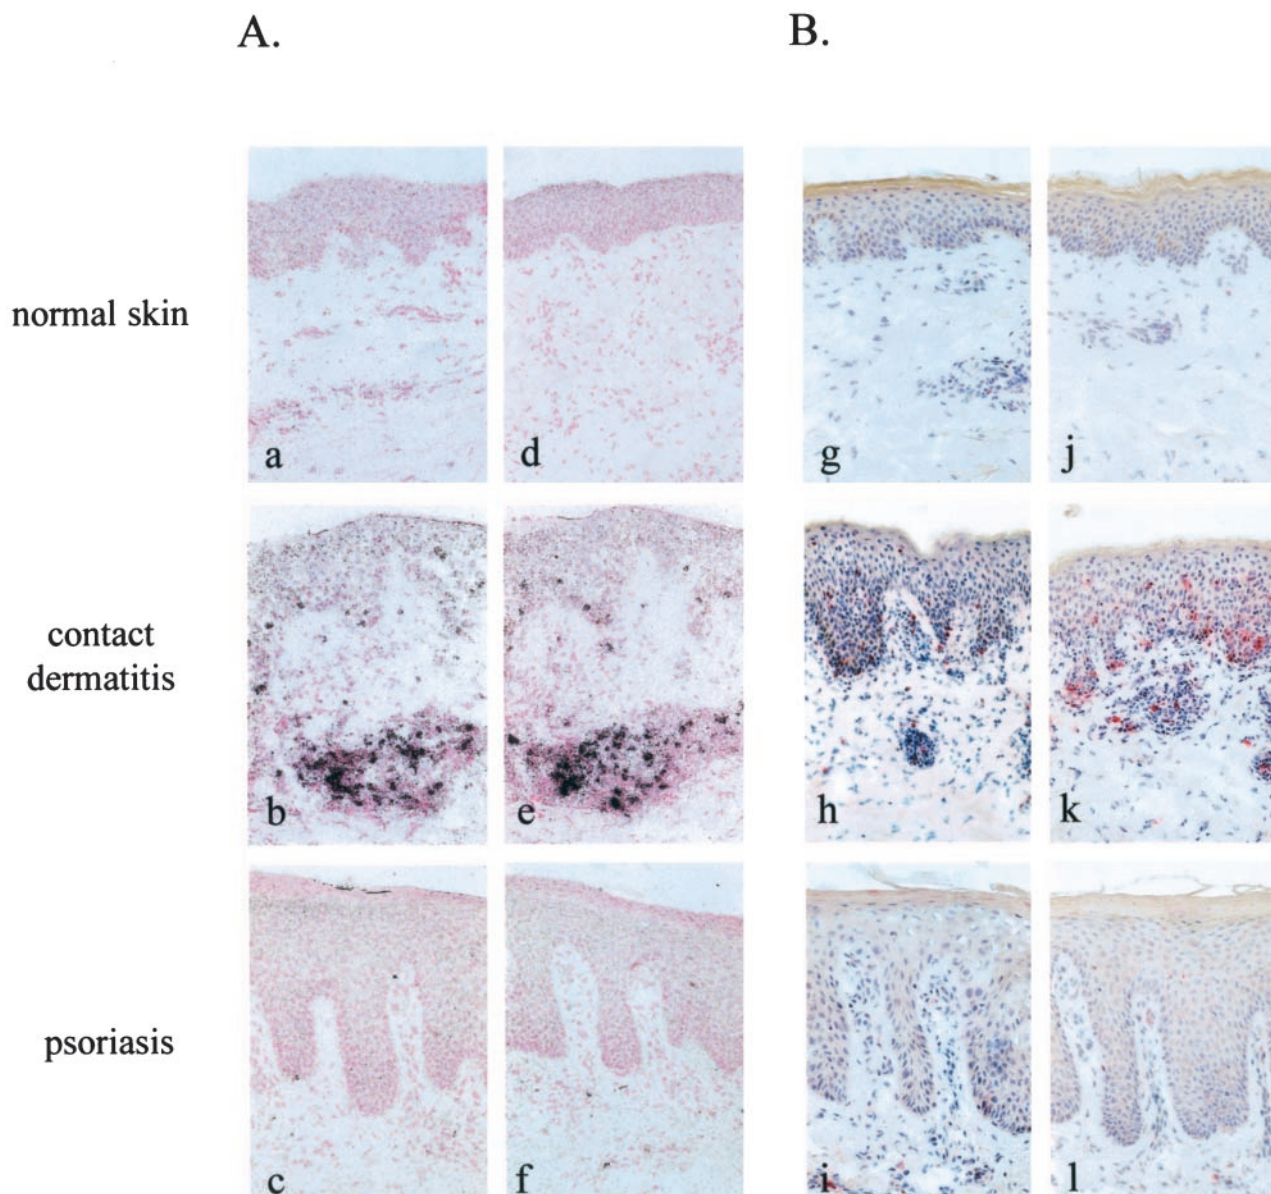 A. B.
normal skin
a d g j
contact
dermatitis
b e h k
psoriasis
c f i l